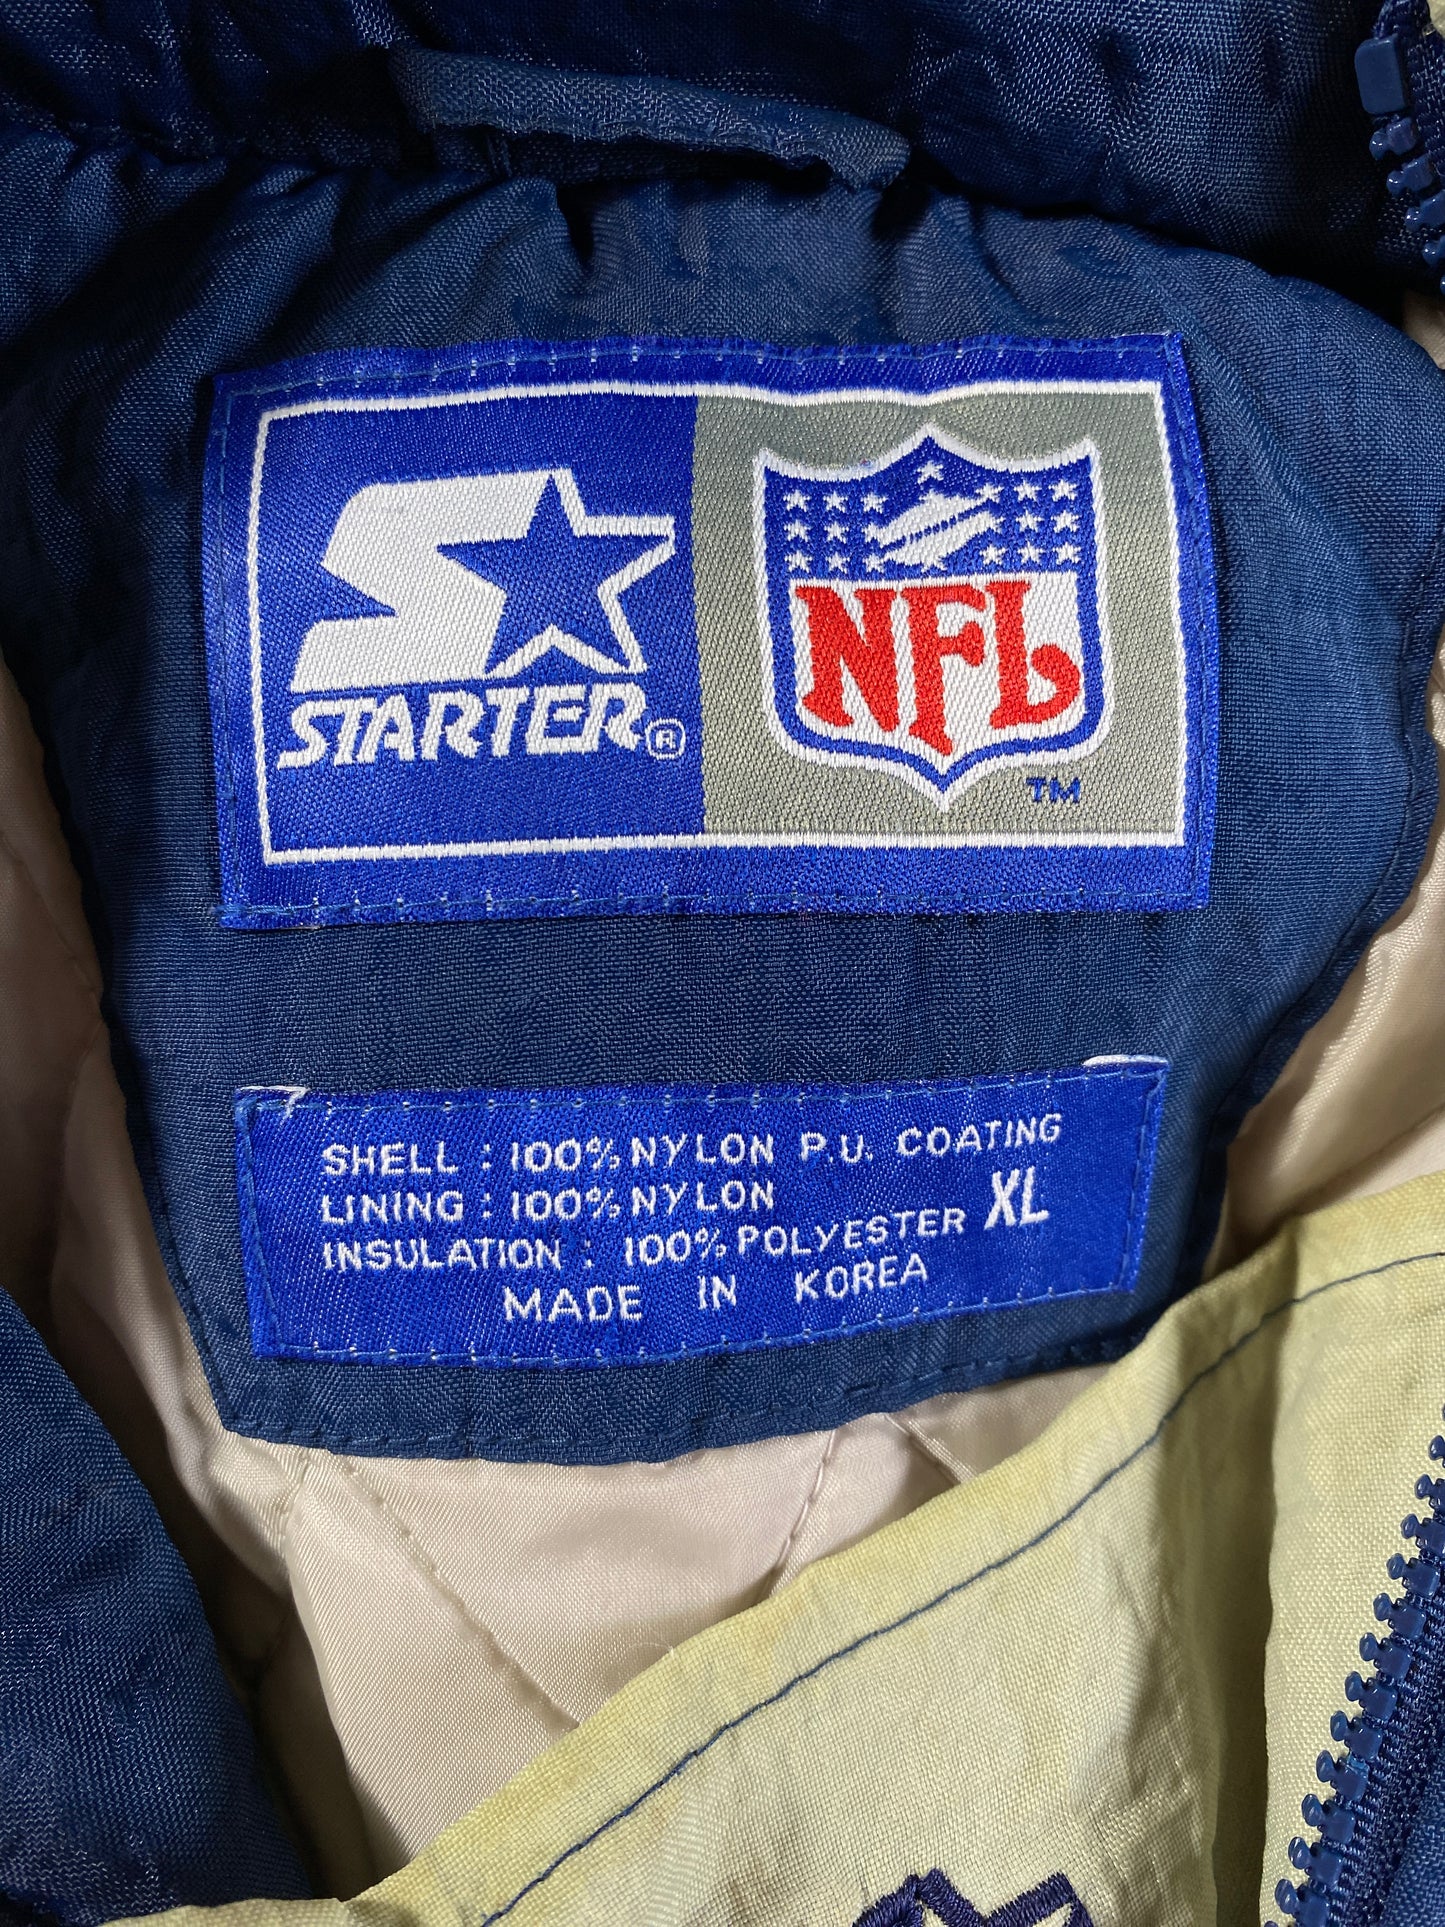 STARTER®
NFL
TM
SHELL : 100% NYLON P.U. COATING
LINING : 100% NYLON
INSULATION : 100% POLYESTER XL
MADE IN KOREA